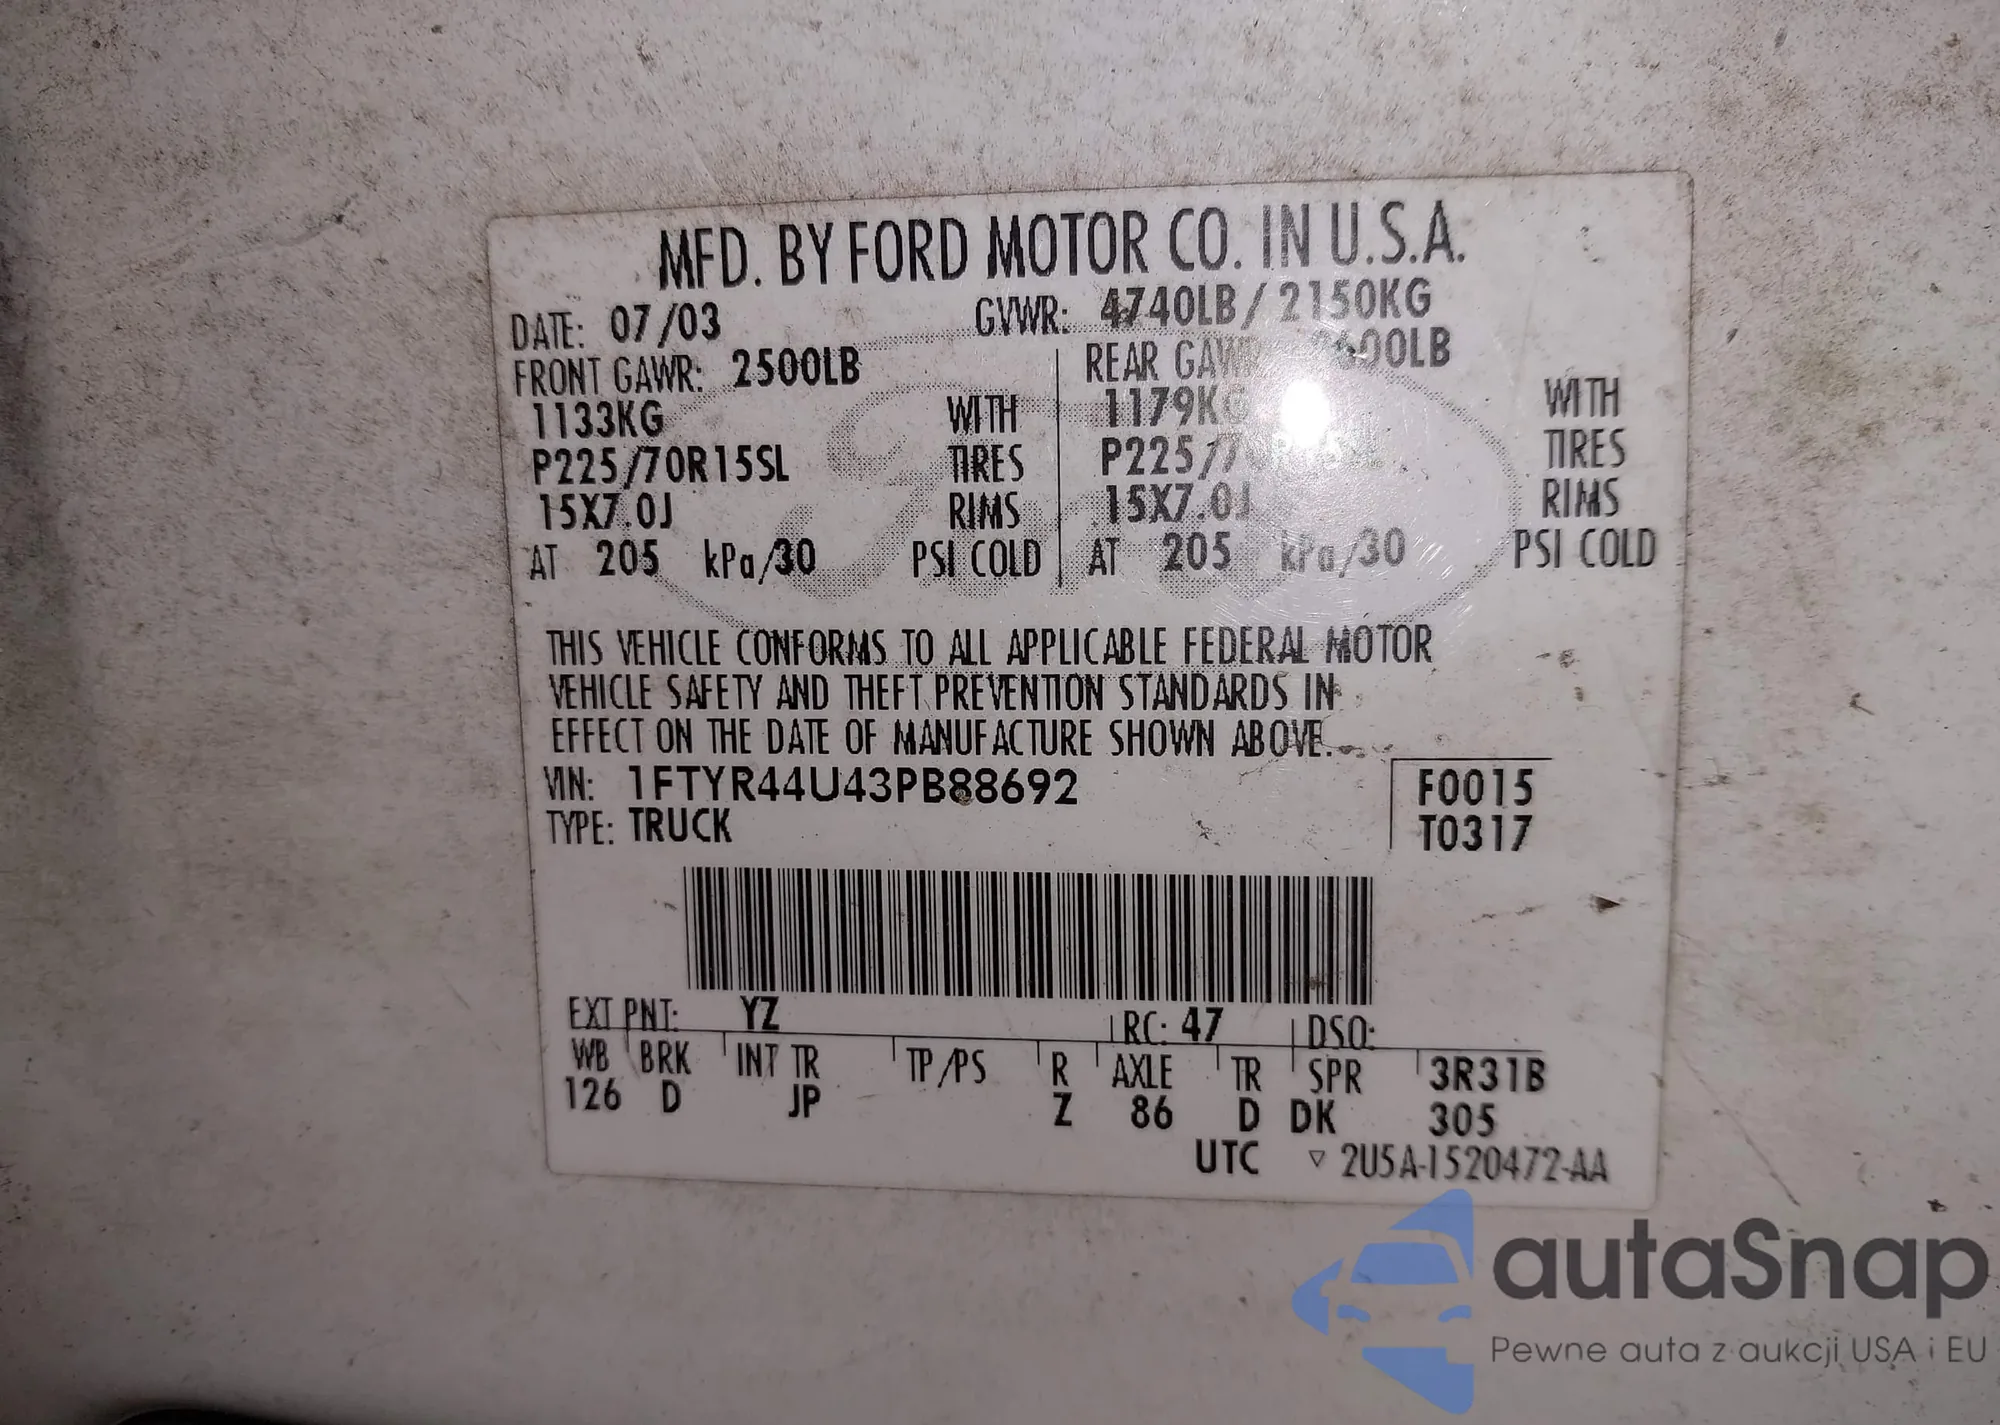 MFD. BY FORD MOTOR CO. IN U.S.A.
DATE: 07/03 GVWR: 4740LB/ 2150KG
FRONT GAWR: 2500LB REAR GAWR 2600LB
1133KG WITH 1179KG WITH
P225/70R15SL TIRES P225/70R15SL TIRES
15X7.0J RIMS 15X7.0J RIMS
AT 205 kPa/30 PSI COLD AT 205 kPa/30 PSI COLD
Ford
THIS VEHICLE CONFORMS TO ALL APPLICABLE FEDERAL MOTOR
VEHICLE SAFETY AND THEFT PREVENTION STANDARDS IN
EFFECT ON THE DATE OF MANUFACTURE SHOWN ABOVE.
VIN: 1FTYR44U43PB88692 F0015
TYPE: TRUCK T0317
EXT PNT: YZ RC: 47 DSO:
WB BRK INT TR TP/PS R AXLE TR SPR 3R31B
126 D JP Z 86 D DK 305
UTC ▽ 2U5A-1520472-AA
autaSnap
Pewne auta z aukcji USA i EU